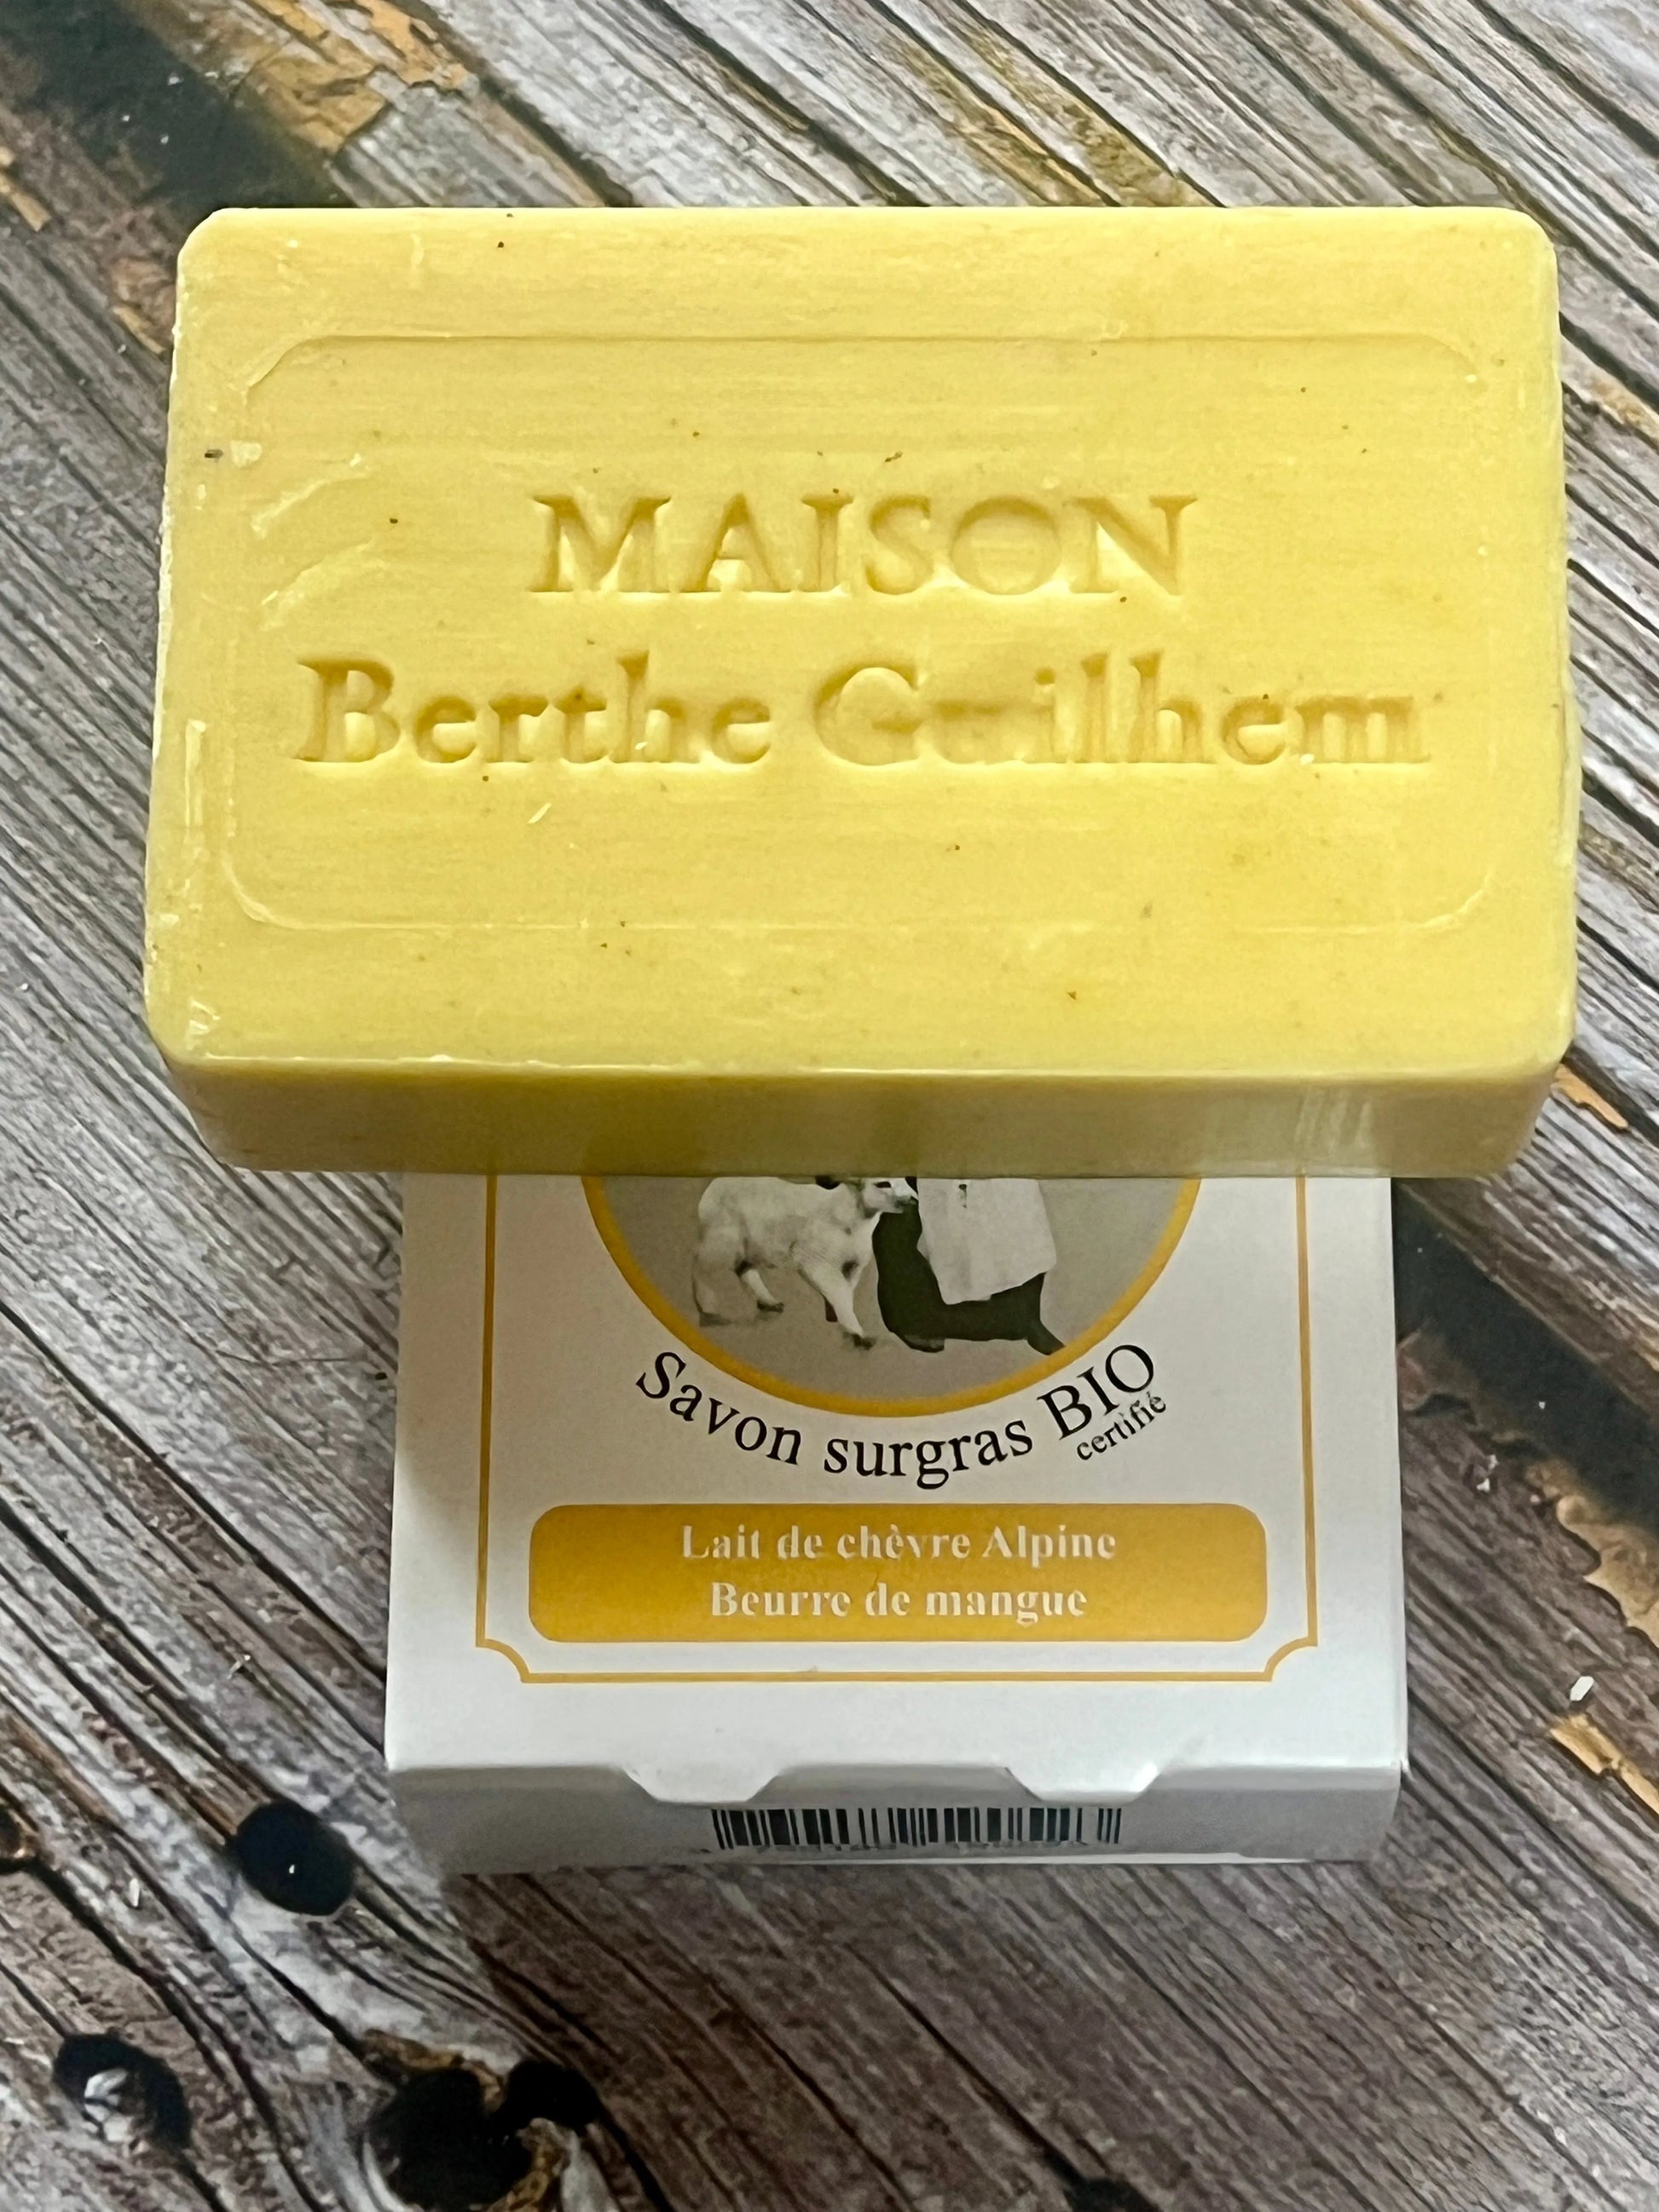 MAISON
Berthe Guilhem
Savon surgras BIO
certifié
Lait de chèvre Alpine
Beurre de mangue